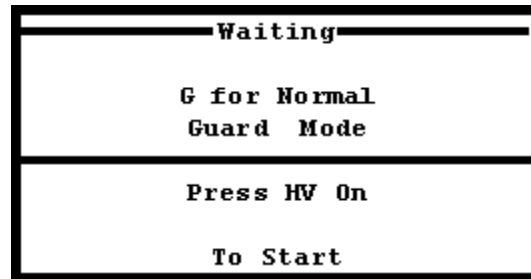 Waiting
G for Normal
Guard Mode
Press HV On
To Start